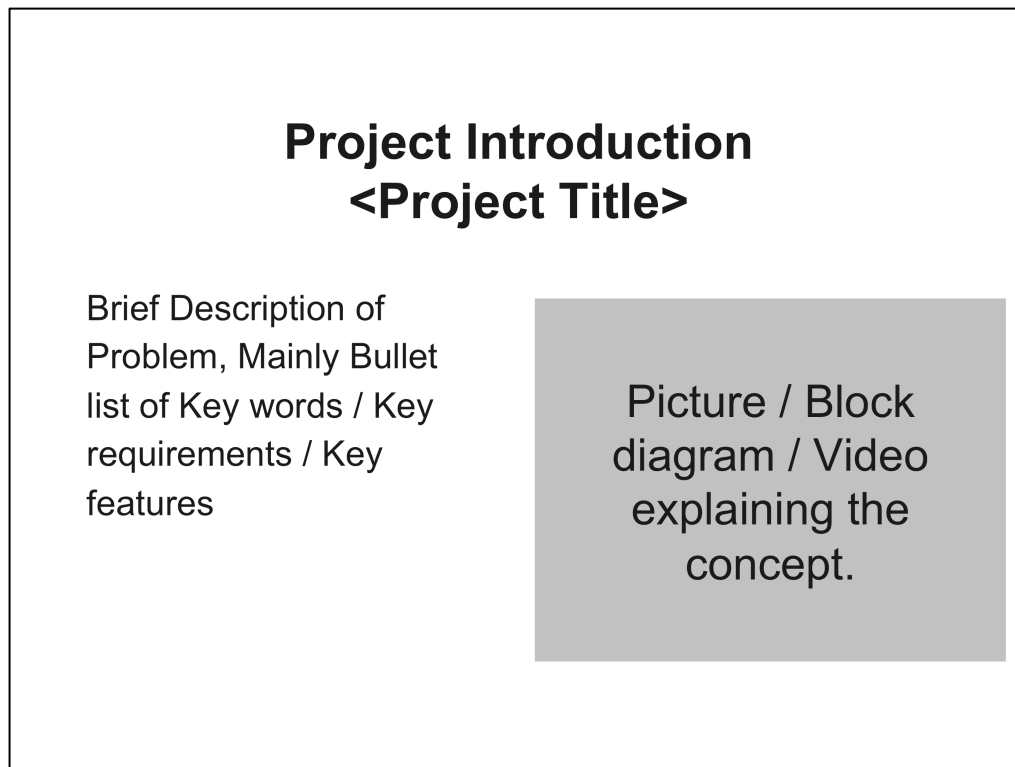 Project Introduction
<Project Title>
Brief Description of
Problem, Mainly Bullet
list of Key words / Key
requirements / Key
features
Picture / Block
diagram / Video
explaining the
concept.